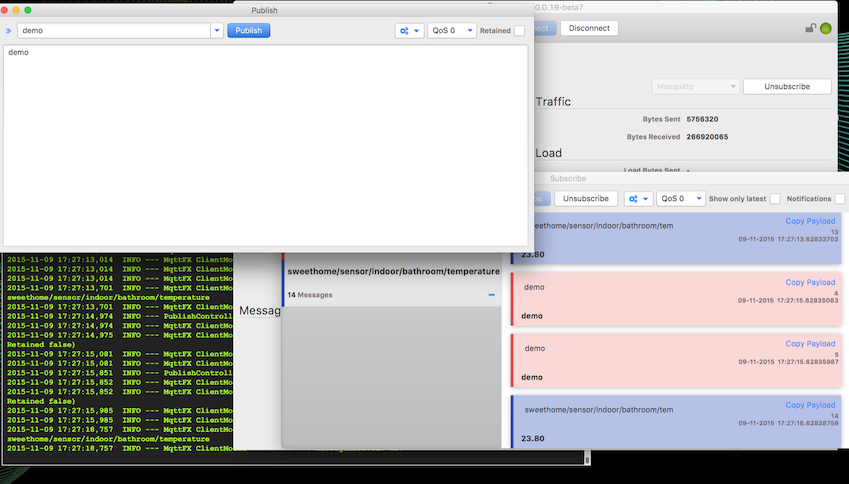 Publish
0.0.19-beta7
demo
Publish
QoS 0
Retained
Disconnect
demo
Mosquitto
Unsubscribe
Traffic
Bytes Sent 5756320
Bytes Received 266920065
Load
Load Bytes Sent -
Subscribe
Unsubscribe
QoS 0
Show only latest
Notifications
sweethome/sensor/indoor/bathroom/tem
Copy Payload
13
09-11-2015 17:27:13.62833702
23.80
demo
Copy Payload
4
09-11-2015 17:27:15.62835083
demo
demo
Copy Payload
5
09-11-2015 17:27:15.62835987
demo
sweethome/sensor/indoor/bathroom/tem
Copy Payload
14
09-11-2015 17:27:18.62838759
23.80
sweethome/sensor/indoor/bathroom/temperature
14 Messages
Messag
2015-11-09 17:27:13,014 INFO --- MqttFX ClientMo
2015-11-09 17:27:13,014 INFO --- MqttFX ClientMo
2015-11-09 17:27:13,014 INFO --- MqttFX ClientMo
2015-11-09 17:27:13,701 INFO --- MqttFX ClientMo
sweethome/sensor/indoor/bathroom/temperature
2015-11-09 17:27:13,701 INFO --- MqttFX ClientMo
2015-11-09 17:27:14,974 INFO --- PublishControll
2015-11-09 17:27:14,974 INFO --- MqttFX ClientMo
2015-11-09 17:27:14,975 INFO --- MqttFX ClientMo
Retained false)
2015-11-09 17:27:15,081 INFO --- MqttFX ClientMo
2015-11-09 17:27:15,081 INFO --- MqttFX ClientMo
2015-11-09 17:27:15,851 INFO --- PublishControll
2015-11-09 17:27:15,852 INFO --- MqttFX ClientMo
2015-11-09 17:27:15,852 INFO --- MqttFX ClientMo
Retained false)
2015-11-09 17:27:15,985 INFO --- MqttFX ClientMo
2015-11-09 17:27:15,985 INFO --- MqttFX ClientMo
2015-11-09 17:27:18,757 INFO --- MqttFX ClientMo
sweethome/sensor/indoor/bathroom/temperature
2015-11-09 17:27:18,757 INFO --- MqttFX ClientMo